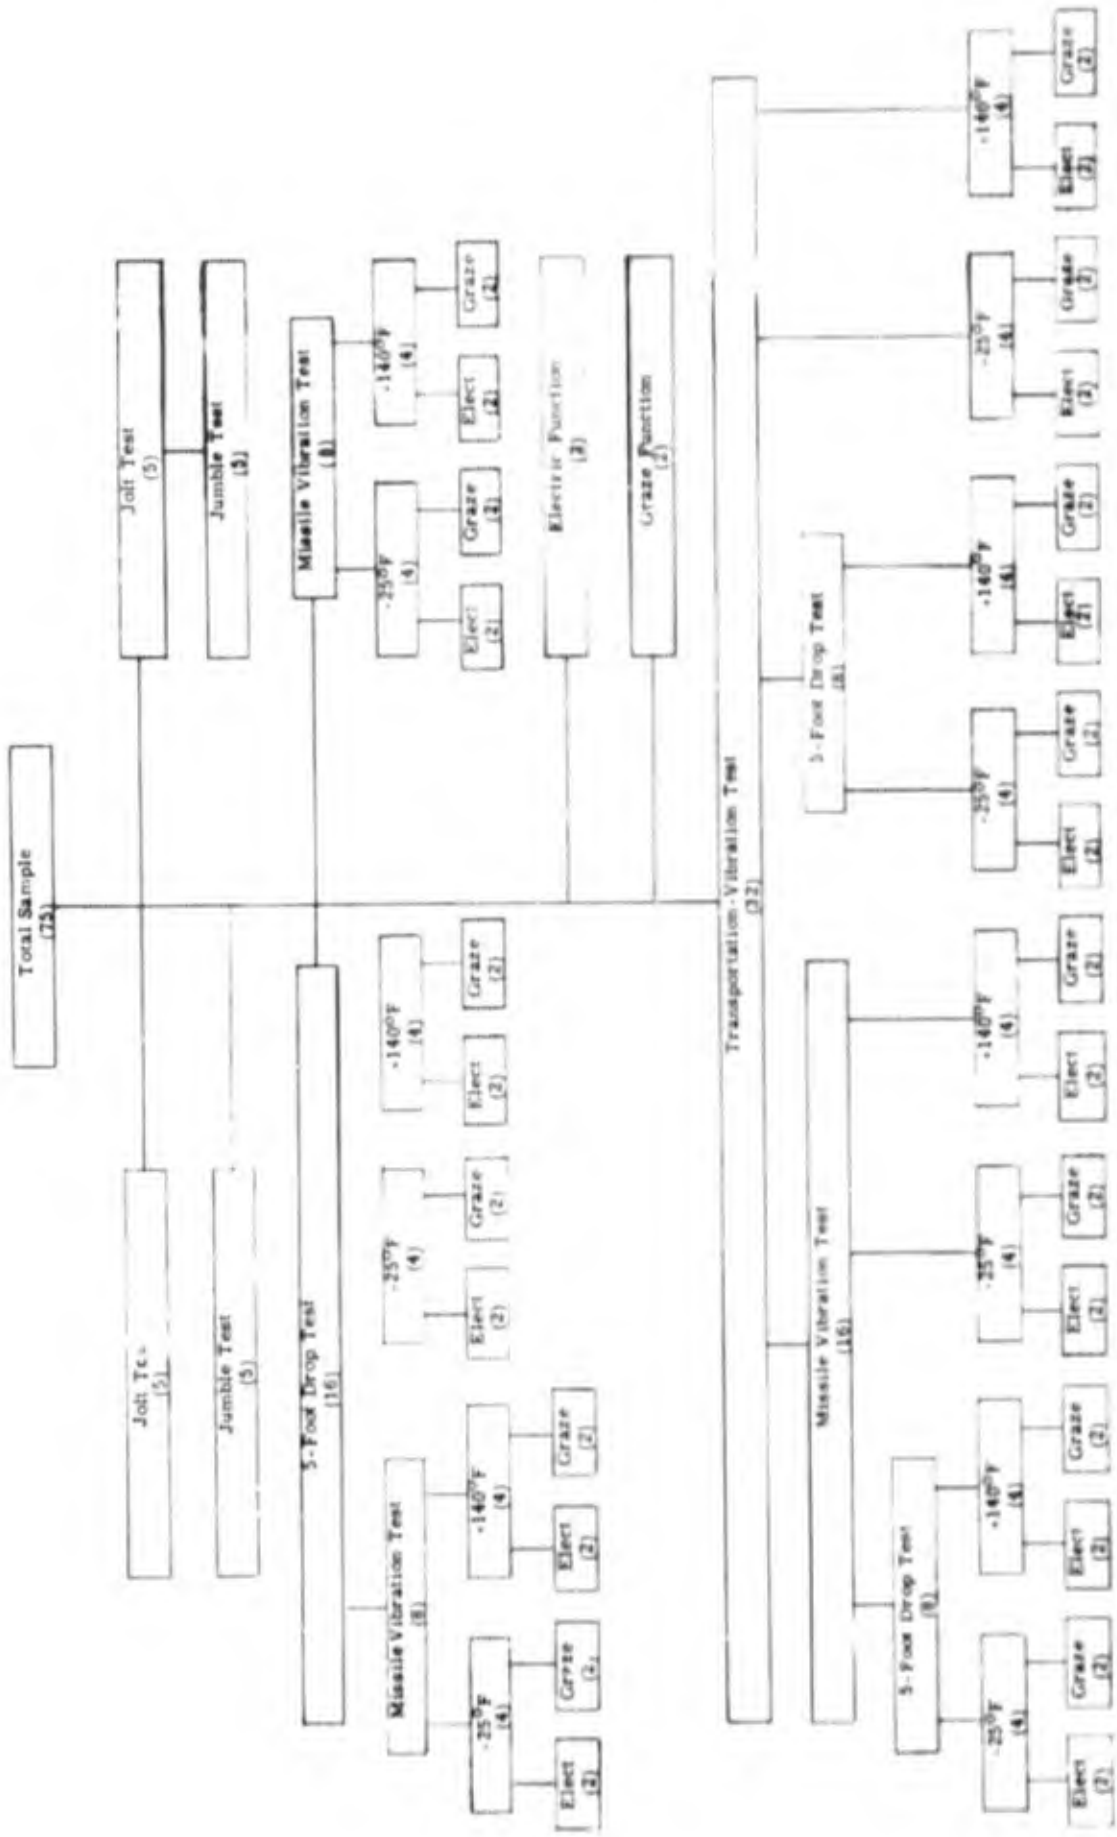 Total Sample
(75)
Jolt
(5)
Jolt Test
(5)
Jumble Test
(5)
Jumble Test
(5)
5-Foot Drop Test
(16)
Missile Vibration Test
(8)
Missile Vibration Test
(8)
-25°F
(4)
+140°F
(4)
-25°F
(4)
-140°F
(4)
-25°F
(4)
+140°F
(4)
Elect
(2)
Graze
(2)
Elect
(2)
Graze
(2)
Elect
(2)
Graze
(2)
Elect
(2)
Graze
(2)
Elect
(2)
Graze
(2)
Elect
(2)
Graze
(2)
Electric Function
(2)
Graze Function
(2)
Transportation-Vibration Test
(32)
Missile Vibration Test
(16)
5-Foot Drop Test
(8)
5-Foot Drop Test
(8)
-25°F
(4)
+140°F
(4)
-25°F
(4)
+140°F
(4)
-25°F
(4)
+140°F
(4)
-25°F
(4)
+140°F
(4)
Elect
(2)
Graze
(2)
Elect
(2)
Graze
(2)
Elect
(2)
Graze
(2)
Elect
(2)
Graze
(2)
Elect
(2)
Graze
(2)
Elect
(2)
Graze
(2)
Elect
(2)
Graze
(2)
Elect
(2)
Graze
(2)